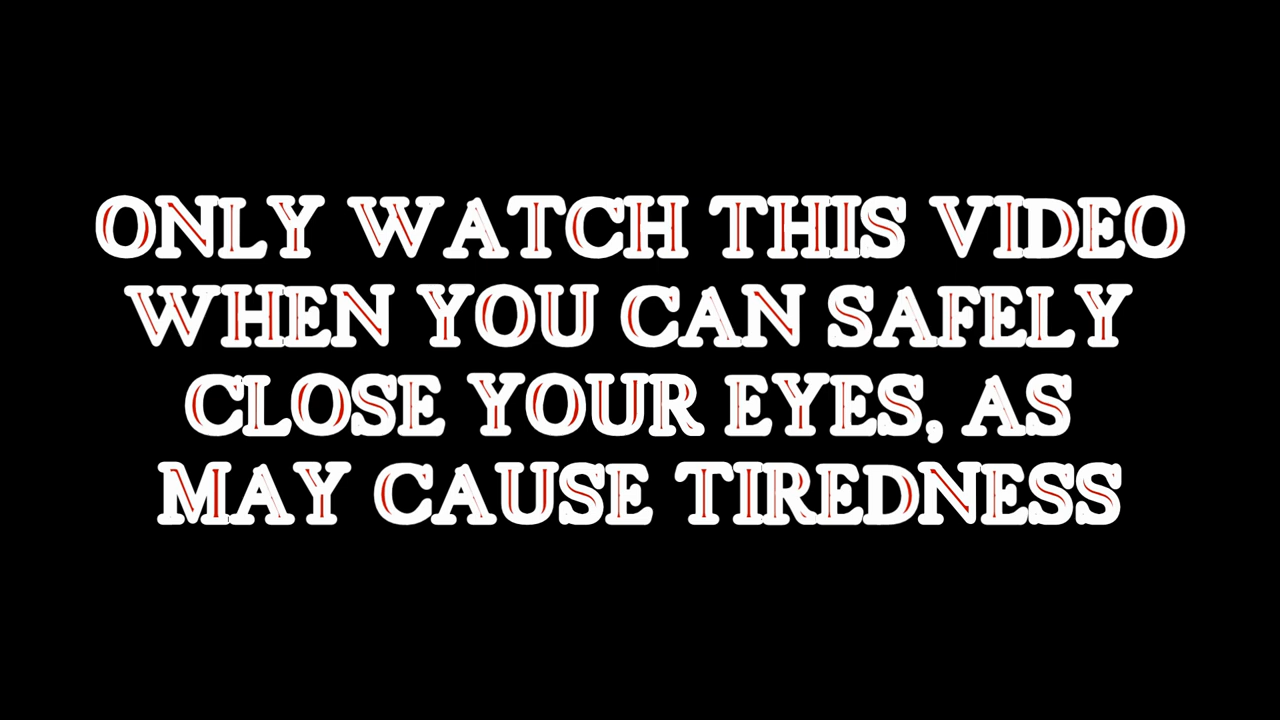 ONLY WATCH THIS VIDEO
WHEN YOU CAN SAFELY
CLOSE YOUR EYES, AS
MAY CAUSE TIREDNESS